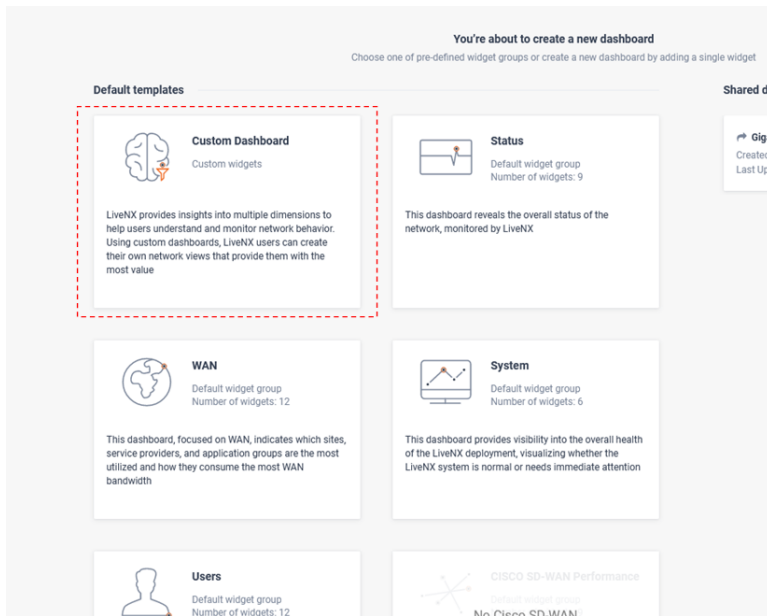 You're about to create a new dashboard
Choose one of pre-defined widget groups or create a new dashboard by adding a single widget
Default templates
Shared d
Custom Dashboard
Custom widgets
LiveNX provides insights into multiple dimensions to
help users understand and monitor network behavior.
Using custom dashboards, LiveNX users can create
their own network views that provide them with the
most value
Status
Default widget group
Number of widgets: 9
This dashboard reveals the overall status of the
network, monitored by LiveNX
Gig
Created
Last Up
WAN
Default widget group
Number of widgets: 12
This dashboard, focused on WAN, indicates which sites,
service providers, and application groups are the most
utilized and how they consume the most WAN
bandwidth
System
Default widget group
Number of widgets: 6
This dashboard provides visibility into the overall health
of the LiveNX deployment, visualizing whether the
LiveNX system is normal or needs immediate attention
Users
Default widget group
Number of widgets: 12
CISCO SD-WAN Performance
Default widget group
No Cisco SD-WAN